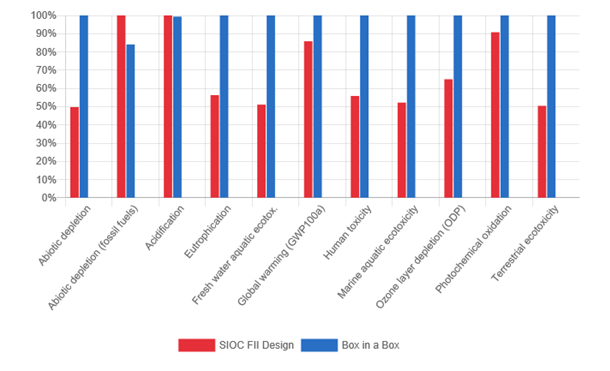 100%
90%
80%
70%
60%
50%
40%
30%
20%
10%
0%
Abiotic depletion
Abiotic depletion (fossil fuels)
Acidification
Eutrophication
Fresh water aquatic ecotox.
Global warming (GWP100a)
Human toxicity
Marine aquatic ecotoxicity
Ozone layer depletion (ODP)
Photochemical oxidation
Terrestrial ecotoxicity
SIOC FII Design
Box in a Box